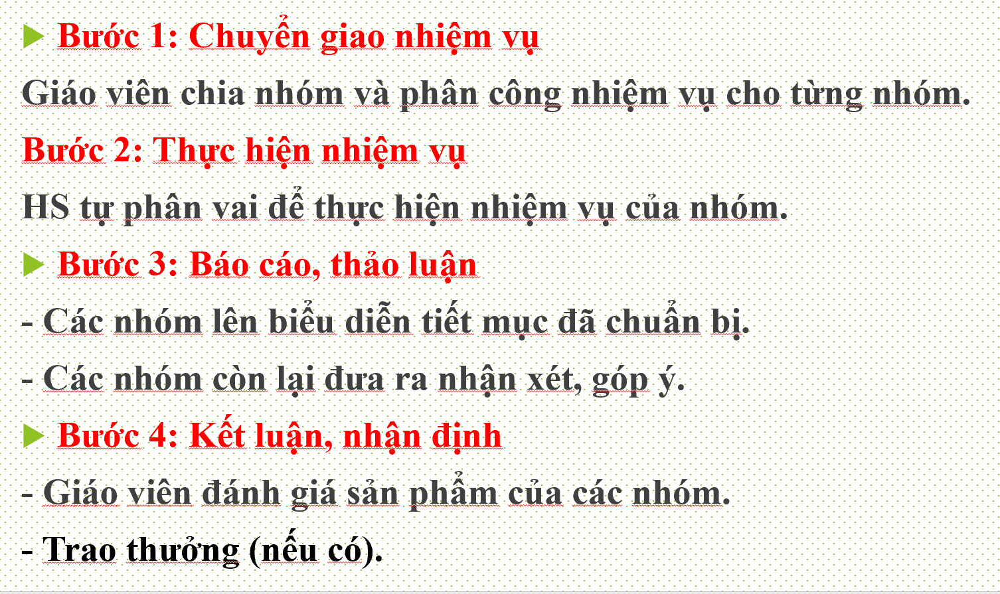 Bước 1: Chuyển giao nhiệm vụ
Giáo viên chia nhóm và phân công nhiệm vụ cho từng nhóm.
Bước 2: Thực hiện nhiệm vụ
HS tự phân vai để thực hiện nhiệm vụ của nhóm.
Bước 3: Báo cáo, thảo luận
- Các nhóm lên biểu diễn tiết mục đã chuẩn bị.
- Các nhóm còn lại đưa ra nhận xét, góp ý.
Bước 4: Kết luận, nhận định
- Giáo viên đánh giá sản phẩm của các nhóm.
- Trao thưởng (nếu có).